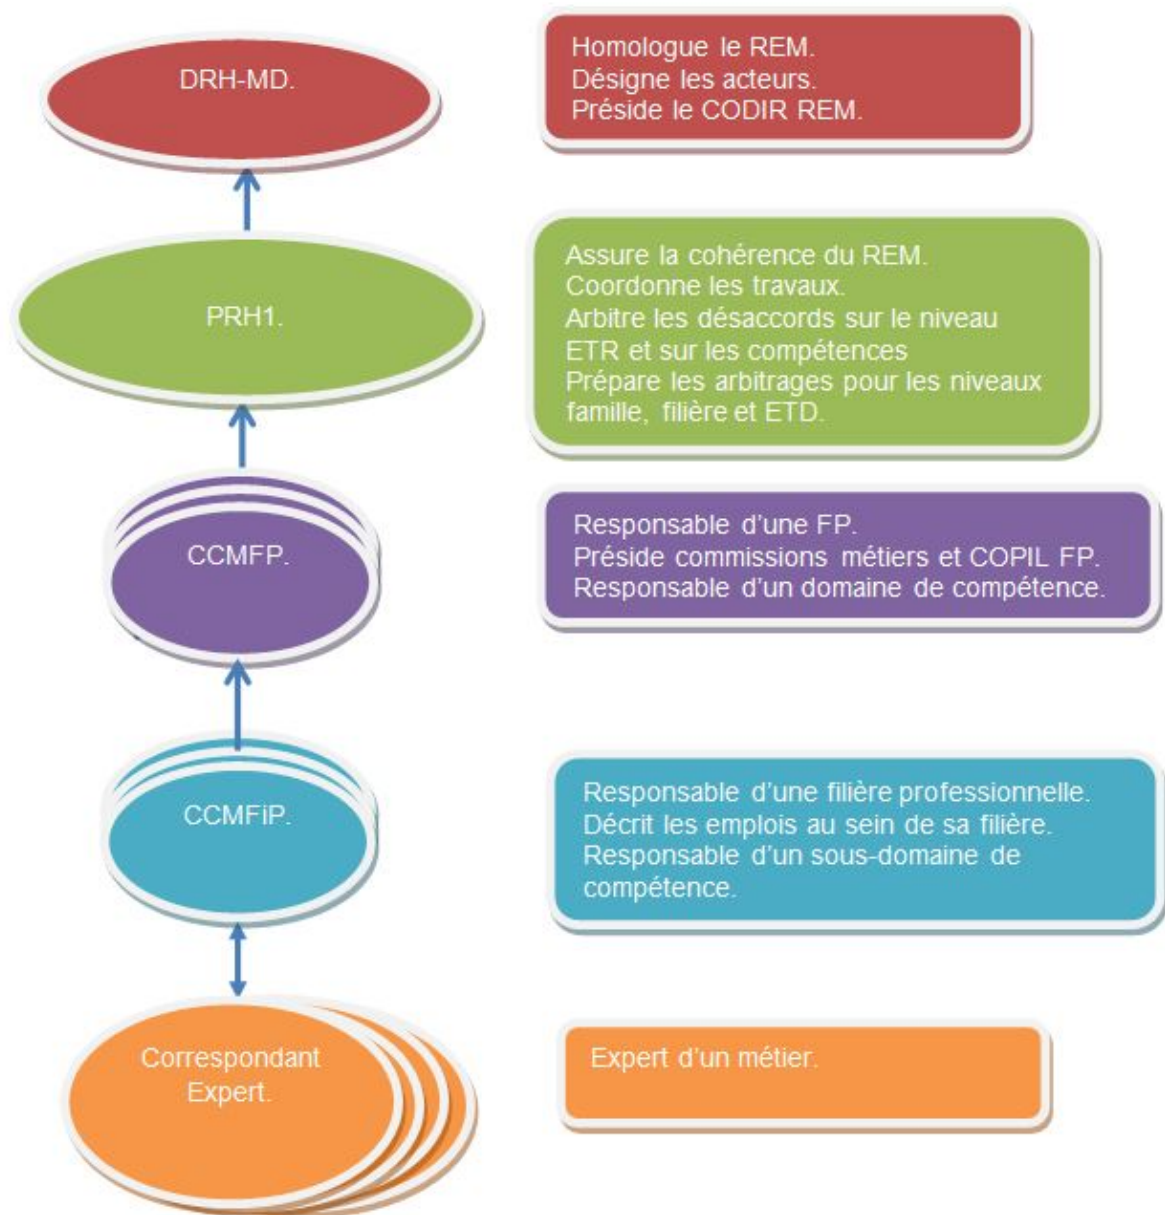 DRH-MD.
Homologue le REM.
Désigne les acteurs.
Préside le CODIR REM.
PRH1.
Assure la cohérence du REM.
Coordonne les travaux.
Arbitre les désaccords sur le niveau
ETR et sur les compétences
Prépare les arbitrages pour les niveaux
famille, filière et ETD.
CCMFP.
Responsable d'une FP.
Préside commissions métiers et COPIL FP.
Responsable d'un domaine de compétence.
CCMFiP.
Responsable d'une filière professionnelle.
Décrit les emplois au sein de sa filière.
Responsable d'un sous-domaine de
compétence.
Correspondant
Expert.
Expert d'un métier.